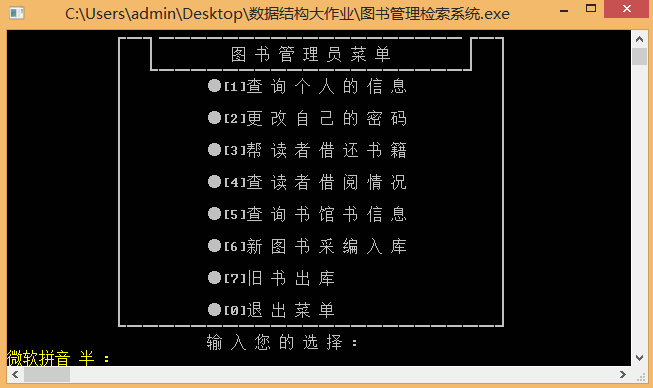 C:\Users\admin\Desktop\数据结构大作业\图书管理检索系统.exe
图书管理员菜单
●[1]查询个人的信息
●[2]更改自己的密码
●[3]帮读者借还书籍
●[4]查读者借阅情况
●[5]查询书馆书信息
●[6]新图书采编入库
●[7]旧书出库
●[0]退出菜单
输入您的选择：
微软拼音 半 ：